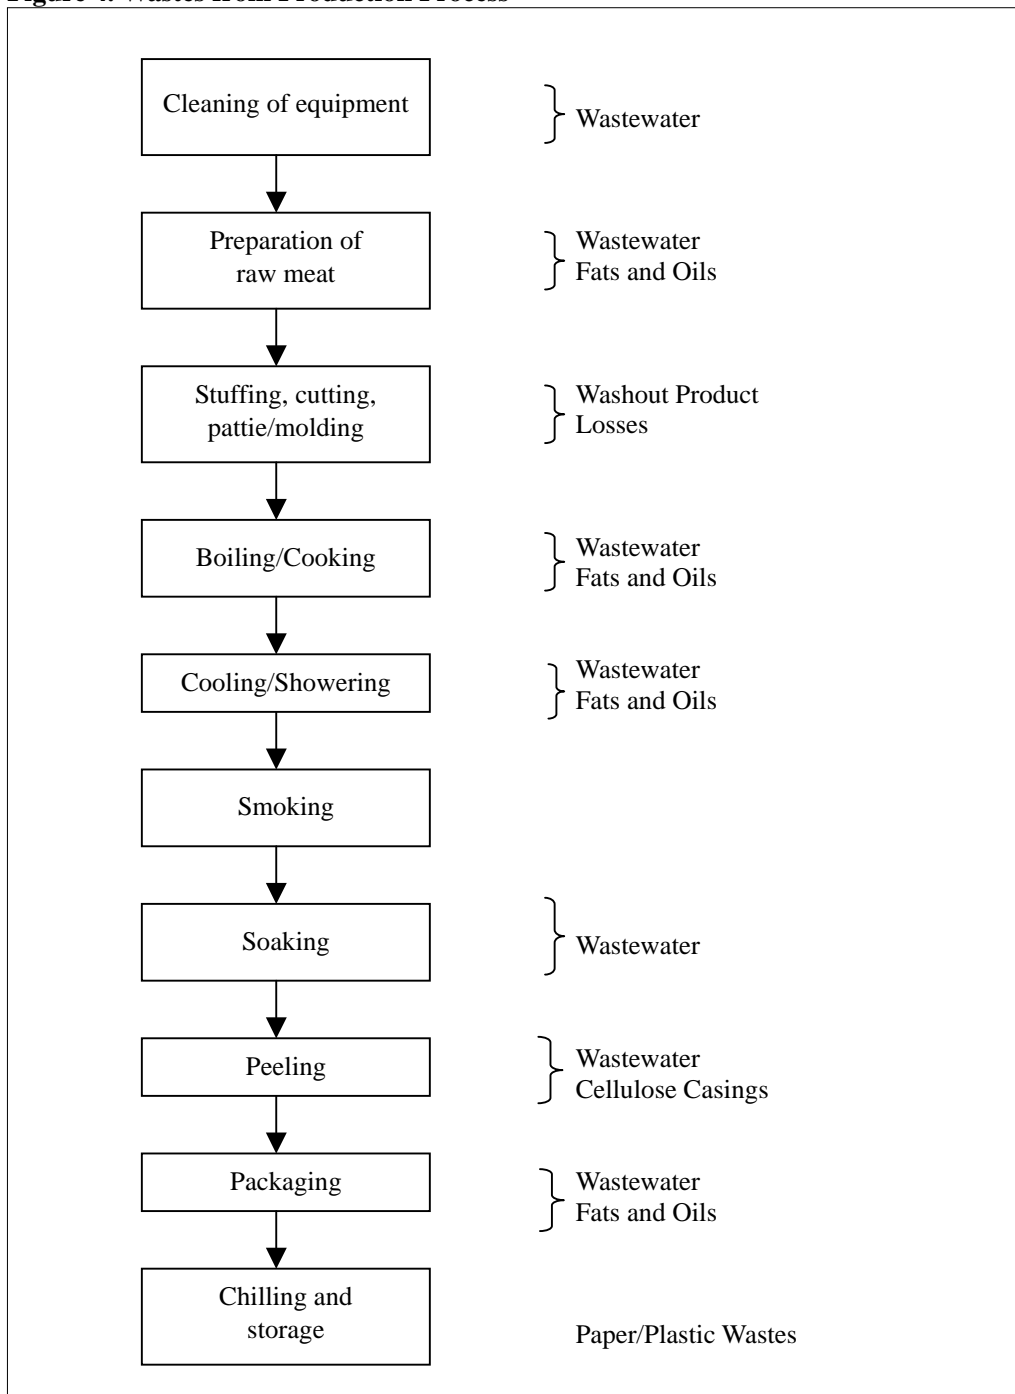 Figure 4. Wastes from Production Process
Cleaning of equipment
Wastewater
Preparation of
raw meat
Wastewater
Fats and Oils
Stuffing, cutting,
pattie/molding
Washout Product
Losses
Boiling/Cooking
Wastewater
Fats and Oils
Cooling/Showering
Wastewater
Fats and Oils
Smoking
Soaking
Wastewater
Peeling
Wastewater
Cellulose Casings
Packaging
Wastewater
Fats and Oils
Chilling and
storage
Paper/Plastic Wastes